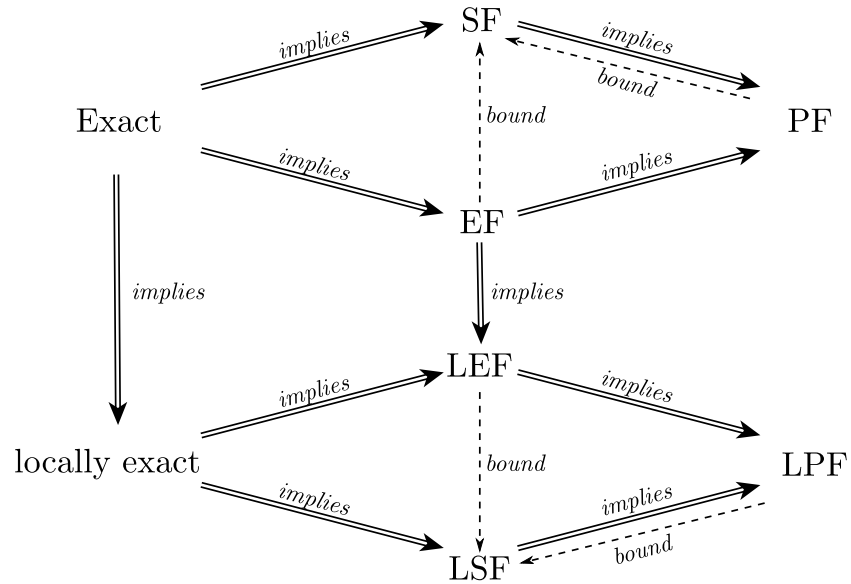 SF
implies
implies
bound
Exact
bound
PF
implies
implies
EF
implies
implies
LEF
implies
implies
locally exact
bound
LPF
implies
implies
bound
LSF